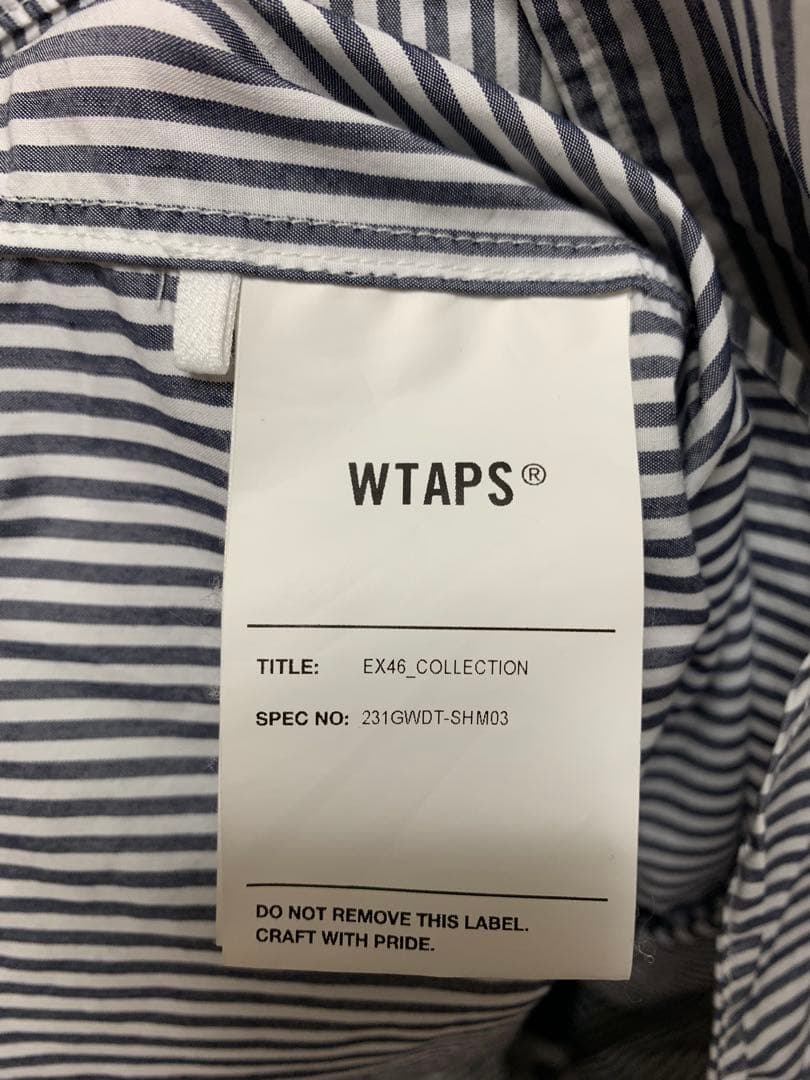 WTAPS®
TITLE: EX46_COLLECTION
SPEC NO: 231GWDT-SHM03
DO NOT REMOVE THIS LABEL.
CRAFT WITH PRIDE.